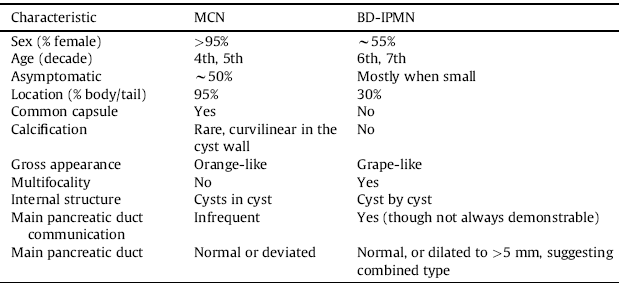 Characteristic MCN BD-IPMN
Sex (% female) >95% ~55%
Age (decade) 4th, 5th 6th, 7th
Asymptomatic ~50% Mostly when small
Location (% body/tail) 95% 30%
Common capsule Yes No
Calcification Rare, curvilinear in the No
cyst wall
Gross appearance Orange-like Grape-like
Multifocality No Yes
Internal structure Cysts in cyst Cyst by cyst
Main pancreatic duct Infrequent Yes (though not always demonstrable)
communication
Main pancreatic duct Normal or deviated Normal, or dilated to >5 mm, suggesting
combined type